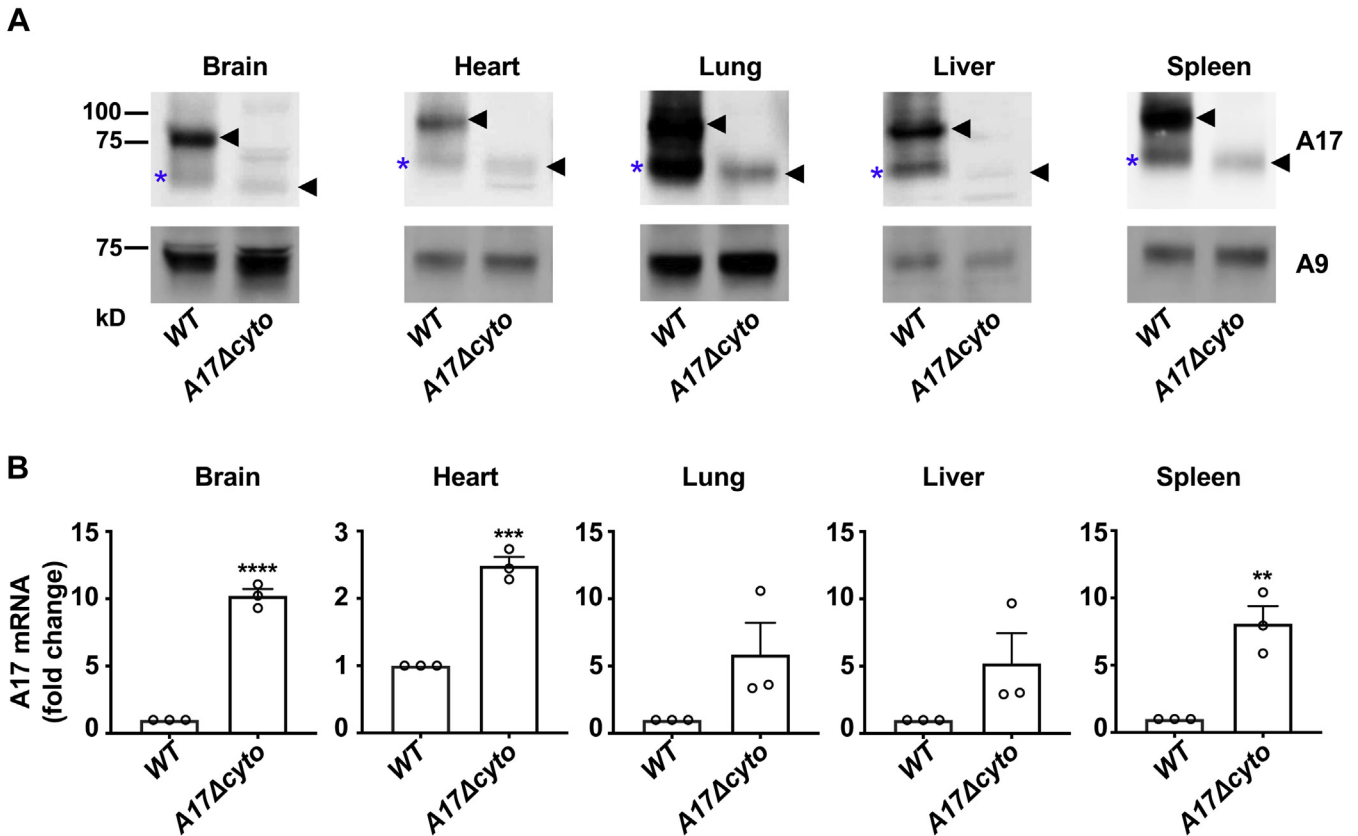 A
Brain Heart Lung Liver Spleen
100
75
* * * * *
A17
75
A9
kD
WT A17Δcyto WT A17Δcyto WT A17Δcyto WT A17Δcyto WT A17Δcyto
B
Brain Heart Lung Liver Spleen
A17 mRNA
(fold change)
15
10
5
0
****
WT A17Δcyto
3
2
1
0
***
WT A17Δcyto
15
10
5
0
WT A17Δcyto
15
10
5
0
WT A17Δcyto
15
10
5
0
**
WT A17Δcyto